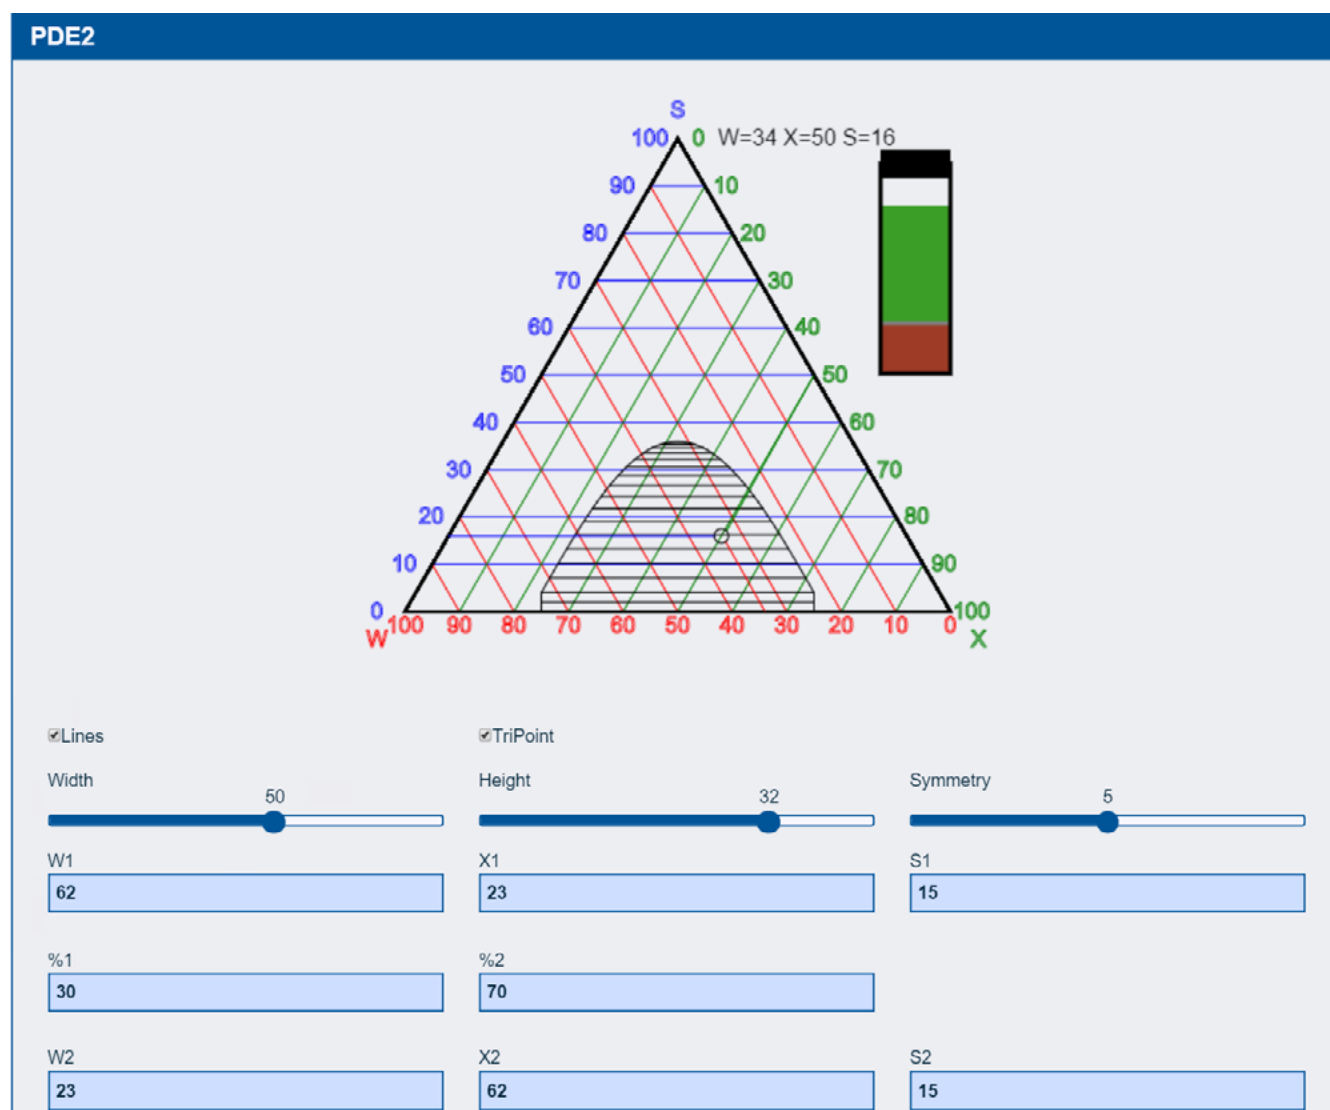 PDE2
S
100 0 W=34 X=50 S=16
90 10
80 20
70 30
60 40
50 50
40 60
30 70
20 80
10 90
0 100
W 100 90 80 70 60 50 40 30 20 10 0 X
Lines TriPoint
Width Height Symmetry
50 32 5
W1 X1 S1
62 23 15
%1 %2
30 70
W2 X2 S2
23 62 15